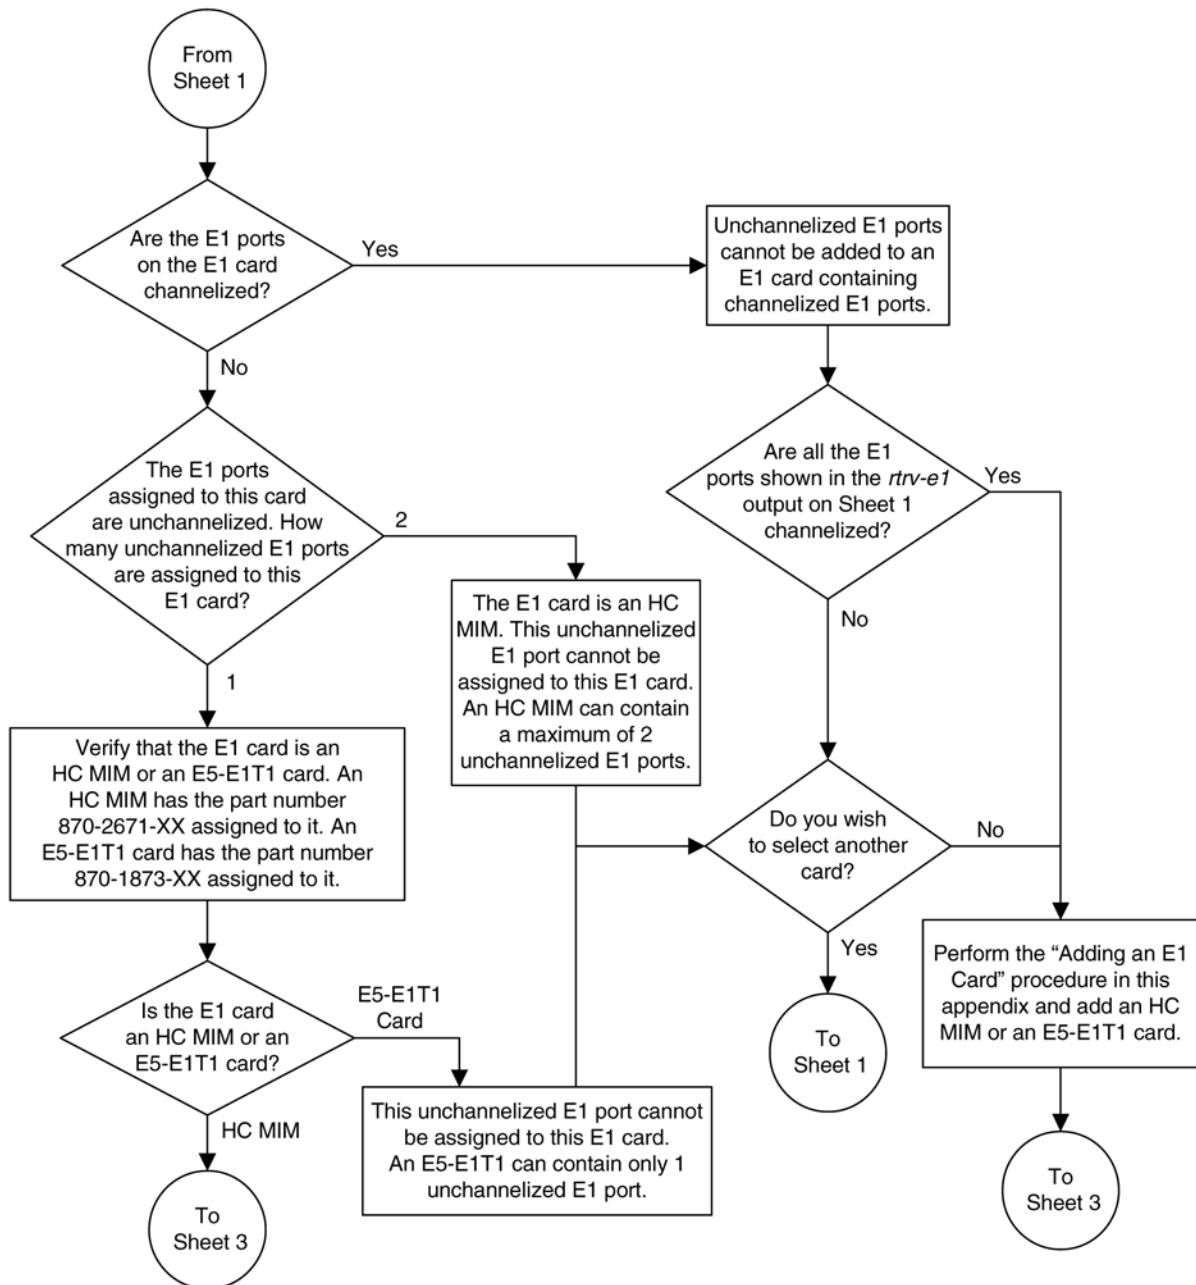 From
Sheet 1
Are the E1 ports
on the E1 card
channelized?
Yes
No
Unchannelized E1 ports
cannot be added to an
E1 card containing
channelized E1 ports.
Are all the E1
ports shown in the rtrv-e1
output on Sheet 1
channelized?
Yes
No
The E1 ports
assigned to this card
are unchannelized. How
many unchannelized E1 ports
are assigned to this
E1 card?
2
1
The E1 card is an HC
MIM. This unchannelized
E1 port cannot be
assigned to this E1 card.
An HC MIM can contain
a maximum of 2
unchannelized E1 ports.
Verify that the E1 card is an
HC MIM or an E5-E1T1 card. An
HC MIM has the part number
870-2671-XX assigned to it. An
E5-E1T1 card has the part number
870-1873-XX assigned to it.
Do you wish
to select another
card?
No
Yes
Is the E1 card
an HC MIM or an
E5-E1T1 card?
E5-E1T1
Card
HC MIM
This unchannelized E1 port cannot
be assigned to this E1 card.
An E5-E1T1 can contain only 1
unchannelized E1 port.
To
Sheet 1
Perform the “Adding an E1
Card” procedure in this
appendix and add an HC
MIM or an E5-E1T1 card.
To
Sheet 3
To
Sheet 3